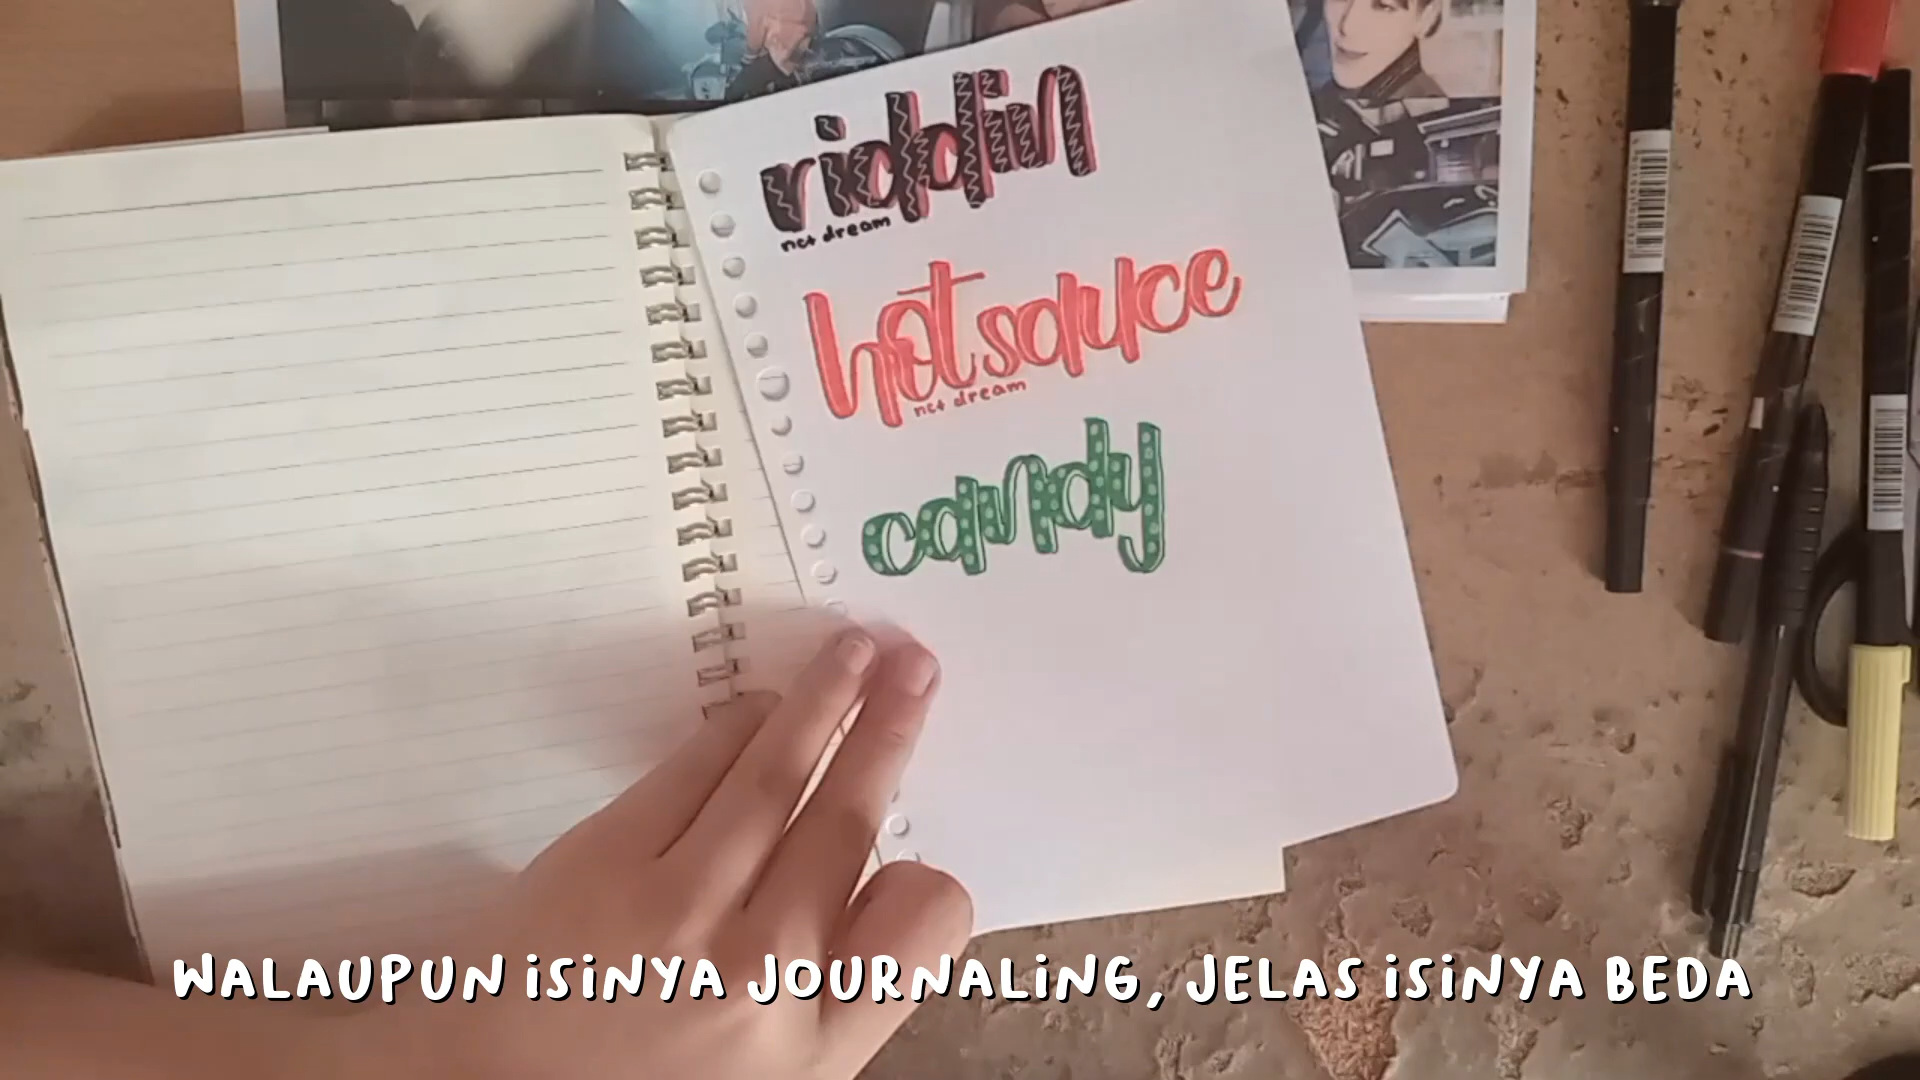 riddin
nct dream
hot sauce
nct dream
candy
WALAUPUN ISINYA JOURNALING, JELAS ISINYA BEDA